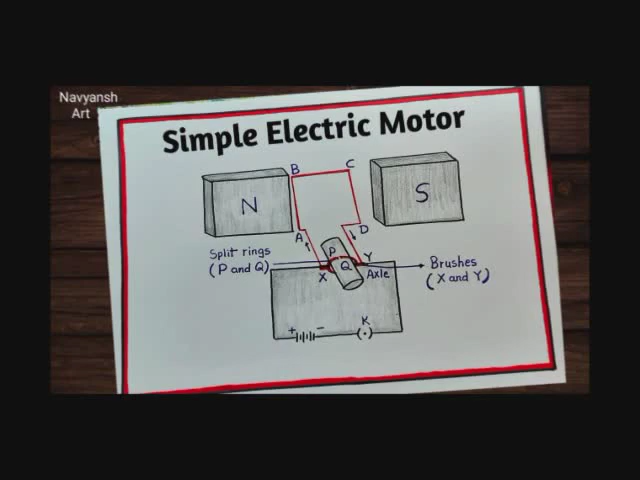 Navyansh
Art
Simple Electric Motor
B
C
N
S
A
D
Split rings
(P and Q)
P
Q
Y
X
Axle
Brushes
(X and Y)
+
−
K